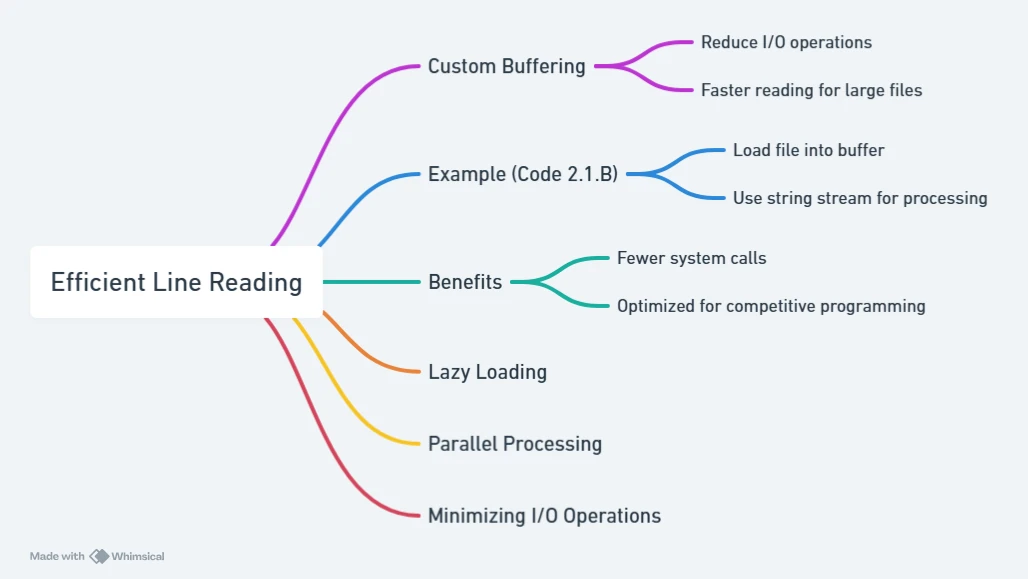 Efficient Line Reading
Custom Buffering
Reduce I/O operations
Faster reading for large files
Example (Code 2.1.B)
Load file into buffer
Use string stream for processing
Benefits
Fewer system calls
Optimized for competitive programming
Lazy Loading
Parallel Processing
Minimizing I/O Operations
Made with Whimsical